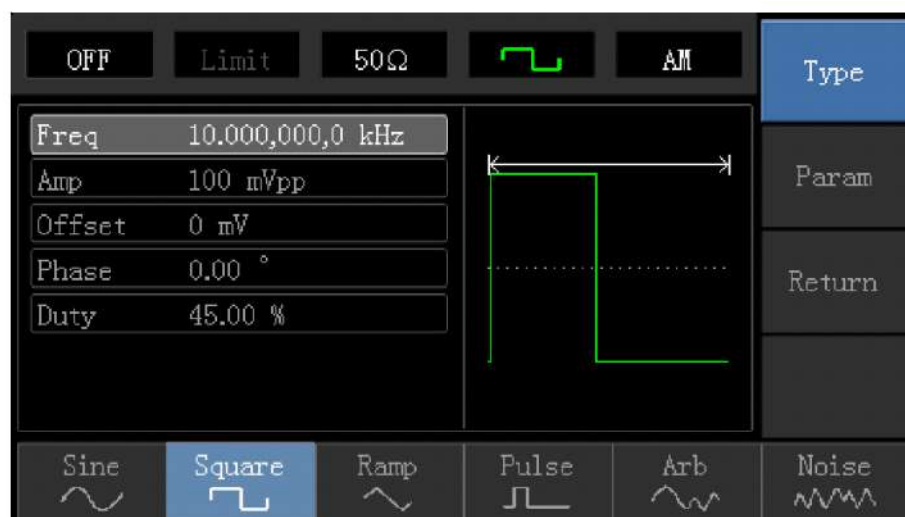 OFF Limit 50Ω AM
Type
Freq 10.000,000,0 kHz
Amp 100 mVpp
Offset 0 mV
Phase 0.00 °
Duty 45.00 %
Param
Return
Sine Square Ramp Pulse Arb Noise